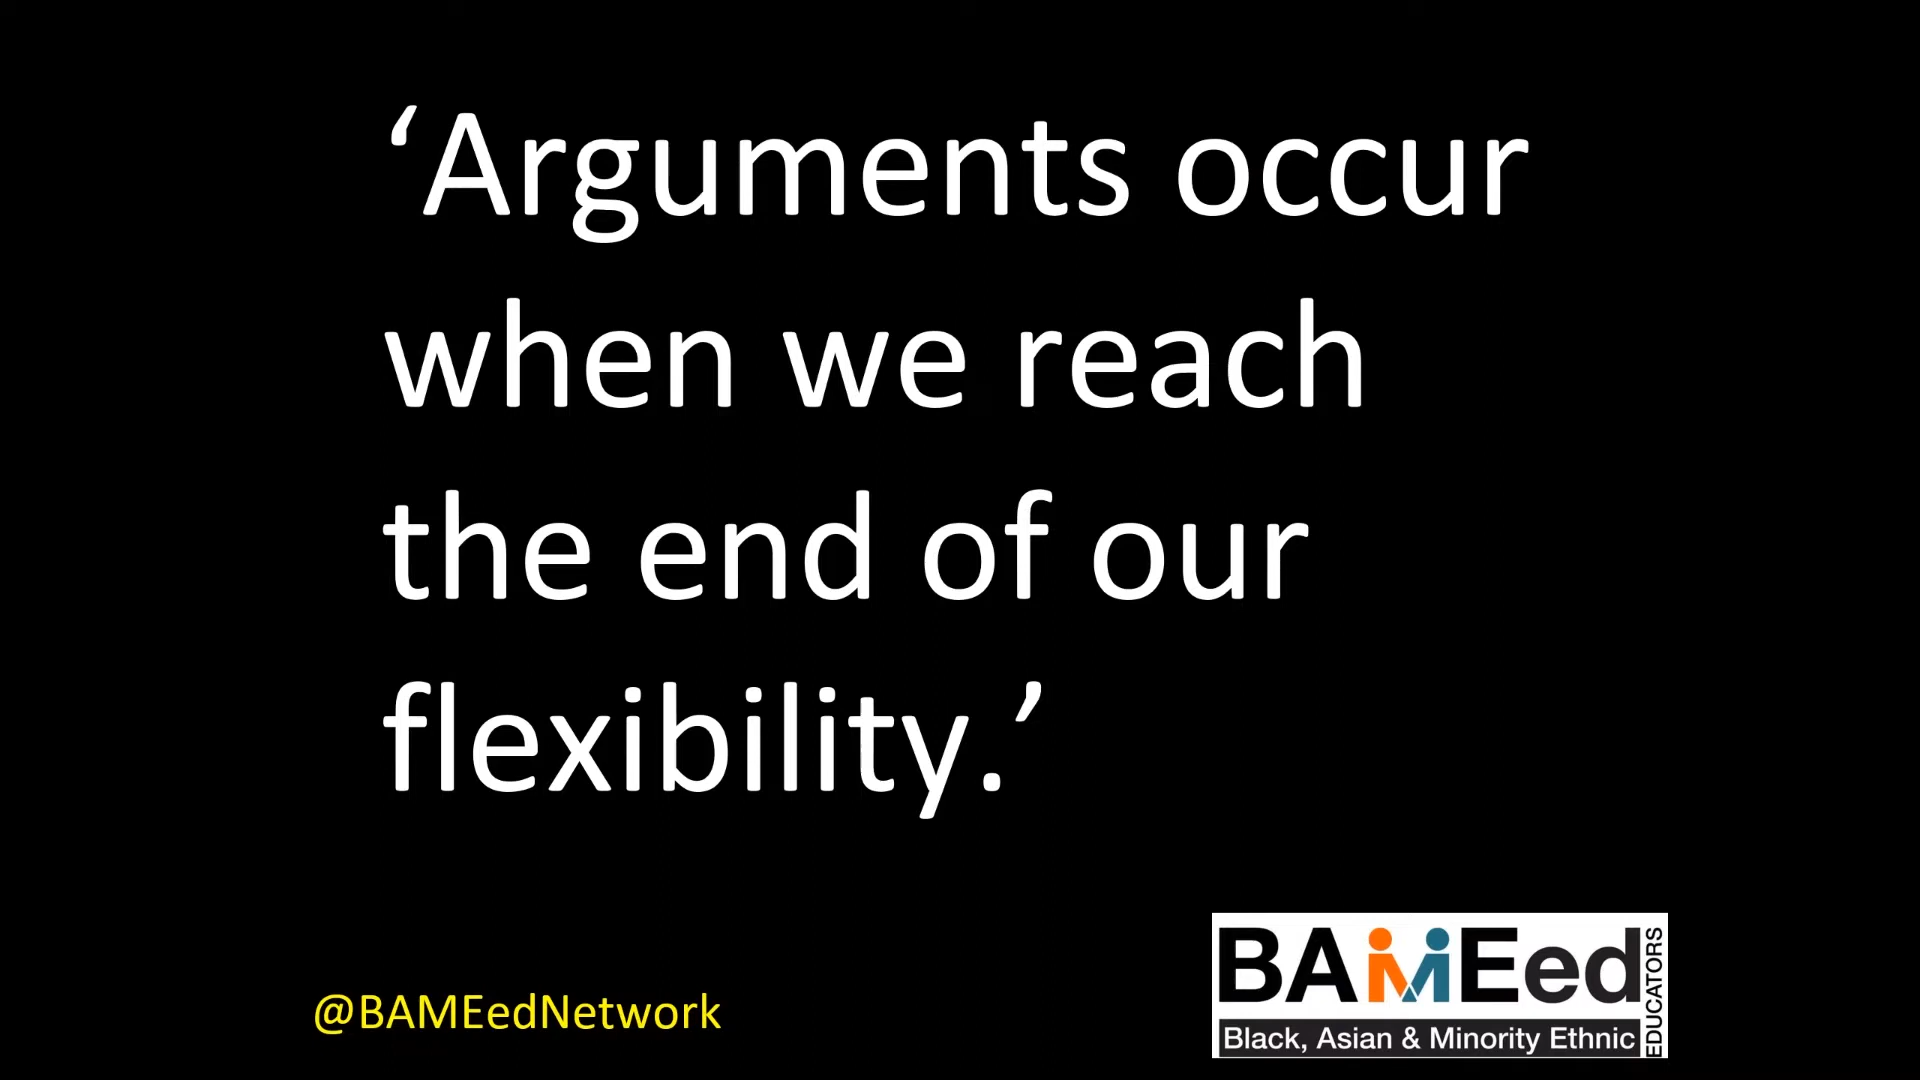 ‘Arguments occur
when we reach
the end of our
flexibility.’
@BAMEedNetwork
BAMEed
EDUCATORS
Black, Asian & Minority Ethnic